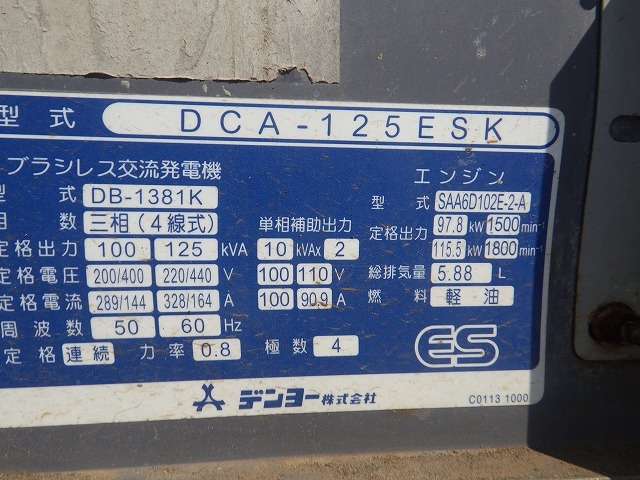 型式 DCA-125ESK
ブラシレス交流発電機
型式 DB-1381K
相数 三相(4線式) 単相補助出力
定格出力 100 125 kVA 10 kVAx 2
定格電圧 200/400 220/440 V 100 110 V
定格電流 289/144 328/164 A 100 90.9 A
周波数 50 60 Hz
定格 連続 力率 0.8 極数 4
エンジン
型式 SAA6D102E-2-A
定格出力 97.8 kW 1500 min⁻¹
115.5 kW 1800 min⁻¹
総排気量 5.88 L
燃料 軽油
ES
デンヨー株式会社
C0113 1000